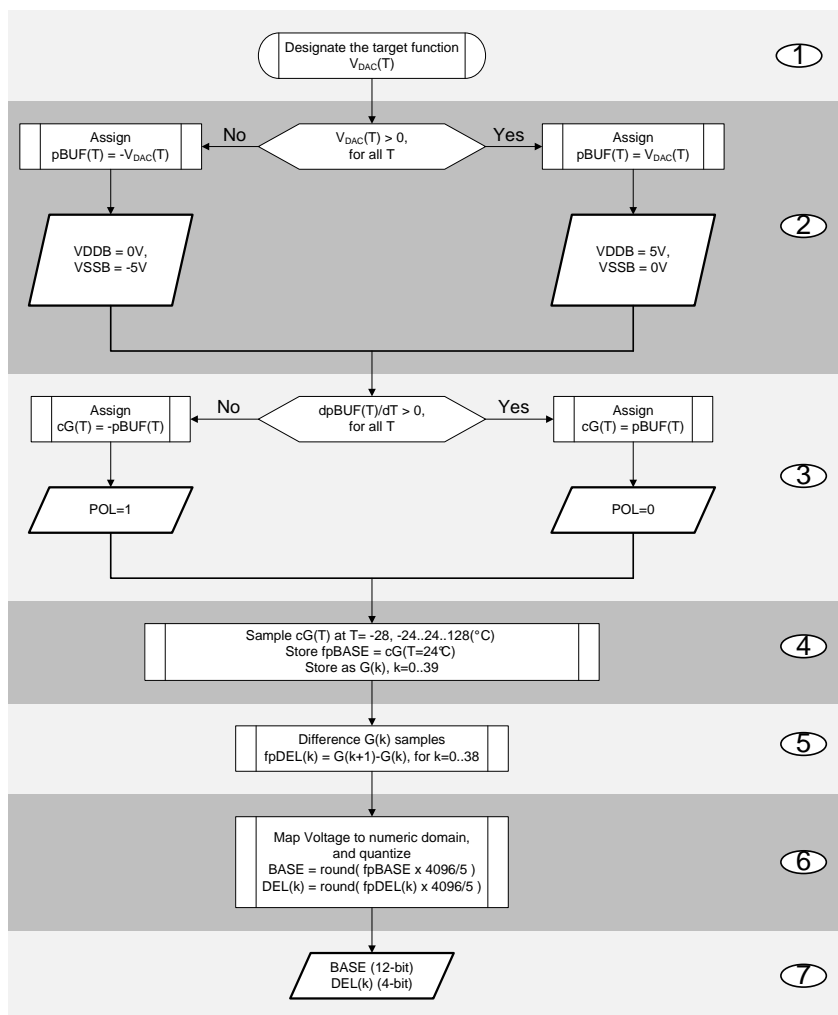 Designate the target function
VDAC(T)
1
No
VDAC(T) > 0,
for all T
Yes
Assign
pBUF(T) = -VDAC(T)
Assign
pBUF(T) = VDAC(T)
VDDB = 0V,
VSSB = -5V
VDDB = 5V,
VSSB = 0V
2
No
dpBUF(T)/dT > 0,
for all T
Yes
Assign
cG(T) = -pBUF(T)
Assign
cG(T) = pBUF(T)
POL=1
POL=0
3
Sample cG(T) at T= -28, -24..24..128(°C)
Store fpBASE = cG(T=24°C)
Store as G(k), k=0..39
4
Difference G(k) samples
fpDEL(k) = G(k+1)-G(k), for k=0..38
5
Map Voltage to numeric domain,
and quantize
BASE = round( fpBASE x 4096/5 )
DEL(k) = round( fpDEL(k) x 4096/5 )
6
BASE (12-bit)
DEL(k) (4-bit)
7